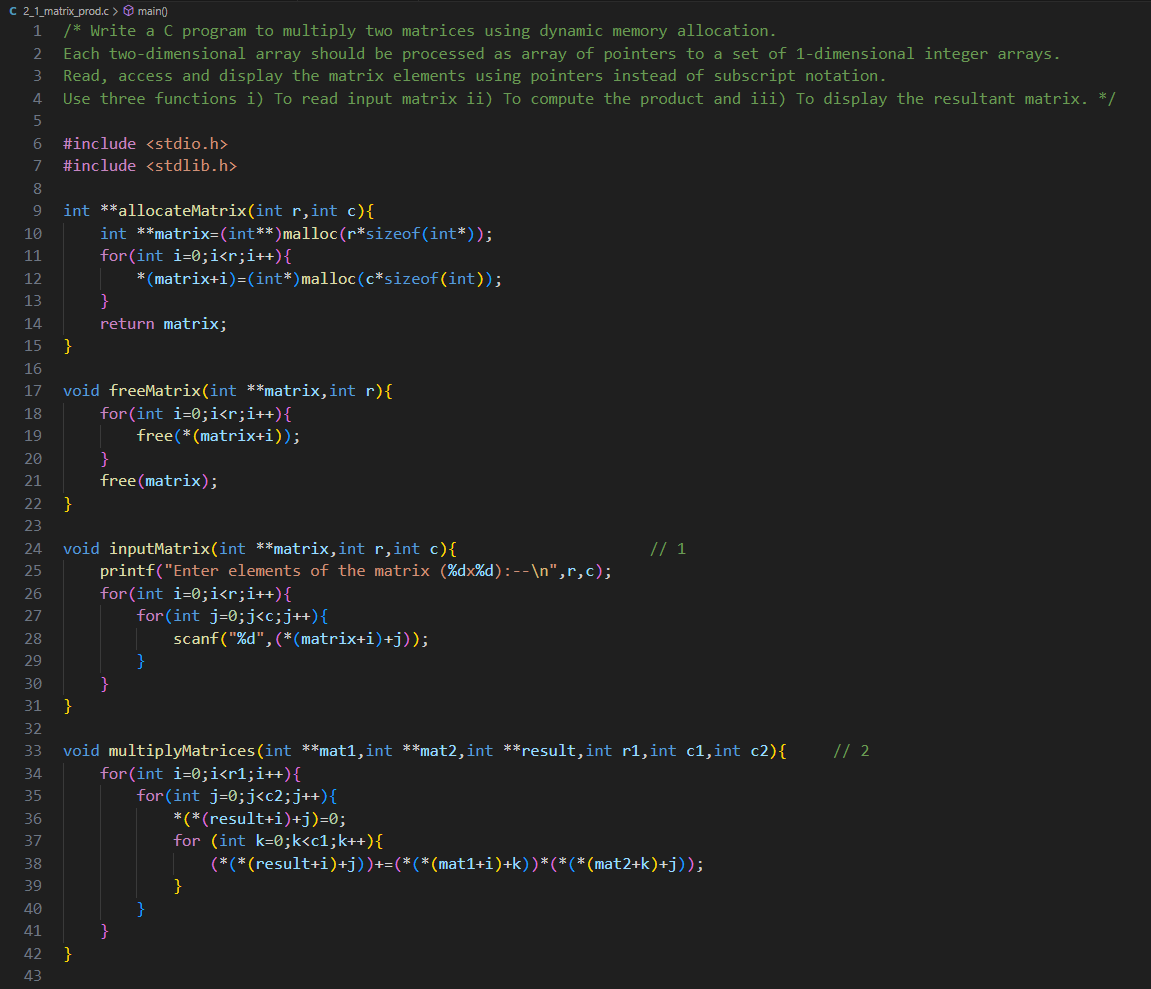 C 2_1_matrix_prod.c > main()
1 /* Write a C program to multiply two matrices using dynamic memory allocation.
2 Each two-dimensional array should be processed as array of pointers to a set of 1-dimensional integer arrays.
3 Read, access and display the matrix elements using pointers instead of subscript notation.
4 Use three functions i) To read input matrix ii) To compute the product and iii) To display the resultant matrix. */
5
6 #include <stdio.h>
7 #include <stdlib.h>
8
9 int **allocateMatrix(int r,int c){
10     int **matrix=(int**)malloc(r*sizeof(int*));
11     for(int i=0;i<r;i++){
12         *(matrix+i)=(int*)malloc(c*sizeof(int));
13     }
14     return matrix;
15 }
16
17 void freeMatrix(int **matrix,int r){
18     for(int i=0;i<r;i++){
19         free(*(matrix+i));
20     }
21     free(matrix);
22 }
23
24 void inputMatrix(int **matrix,int r,int c){                     // 1
25     printf("Enter elements of the matrix (%dx%d):--\n",r,c);
26     for(int i=0;i<r;i++){
27         for(int j=0;j<c;j++){
28             scanf("%d",(*(matrix+i)+j));
29         }
30     }
31 }
32
33 void multiplyMatrices(int **mat1,int **mat2,int **result,int r1,int c1,int c2){     // 2
34     for(int i=0;i<r1;i++){
35         for(int j=0;j<c2;j++){
36             *(*(result+i)+j)=0;
37             for (int k=0;k<c1;k++){
38                 (*(*(result+i)+j))+=(*(*(mat1+i)+k))*(*(*(mat2+k)+j));
39             }
40         }
41     }
42 }
43